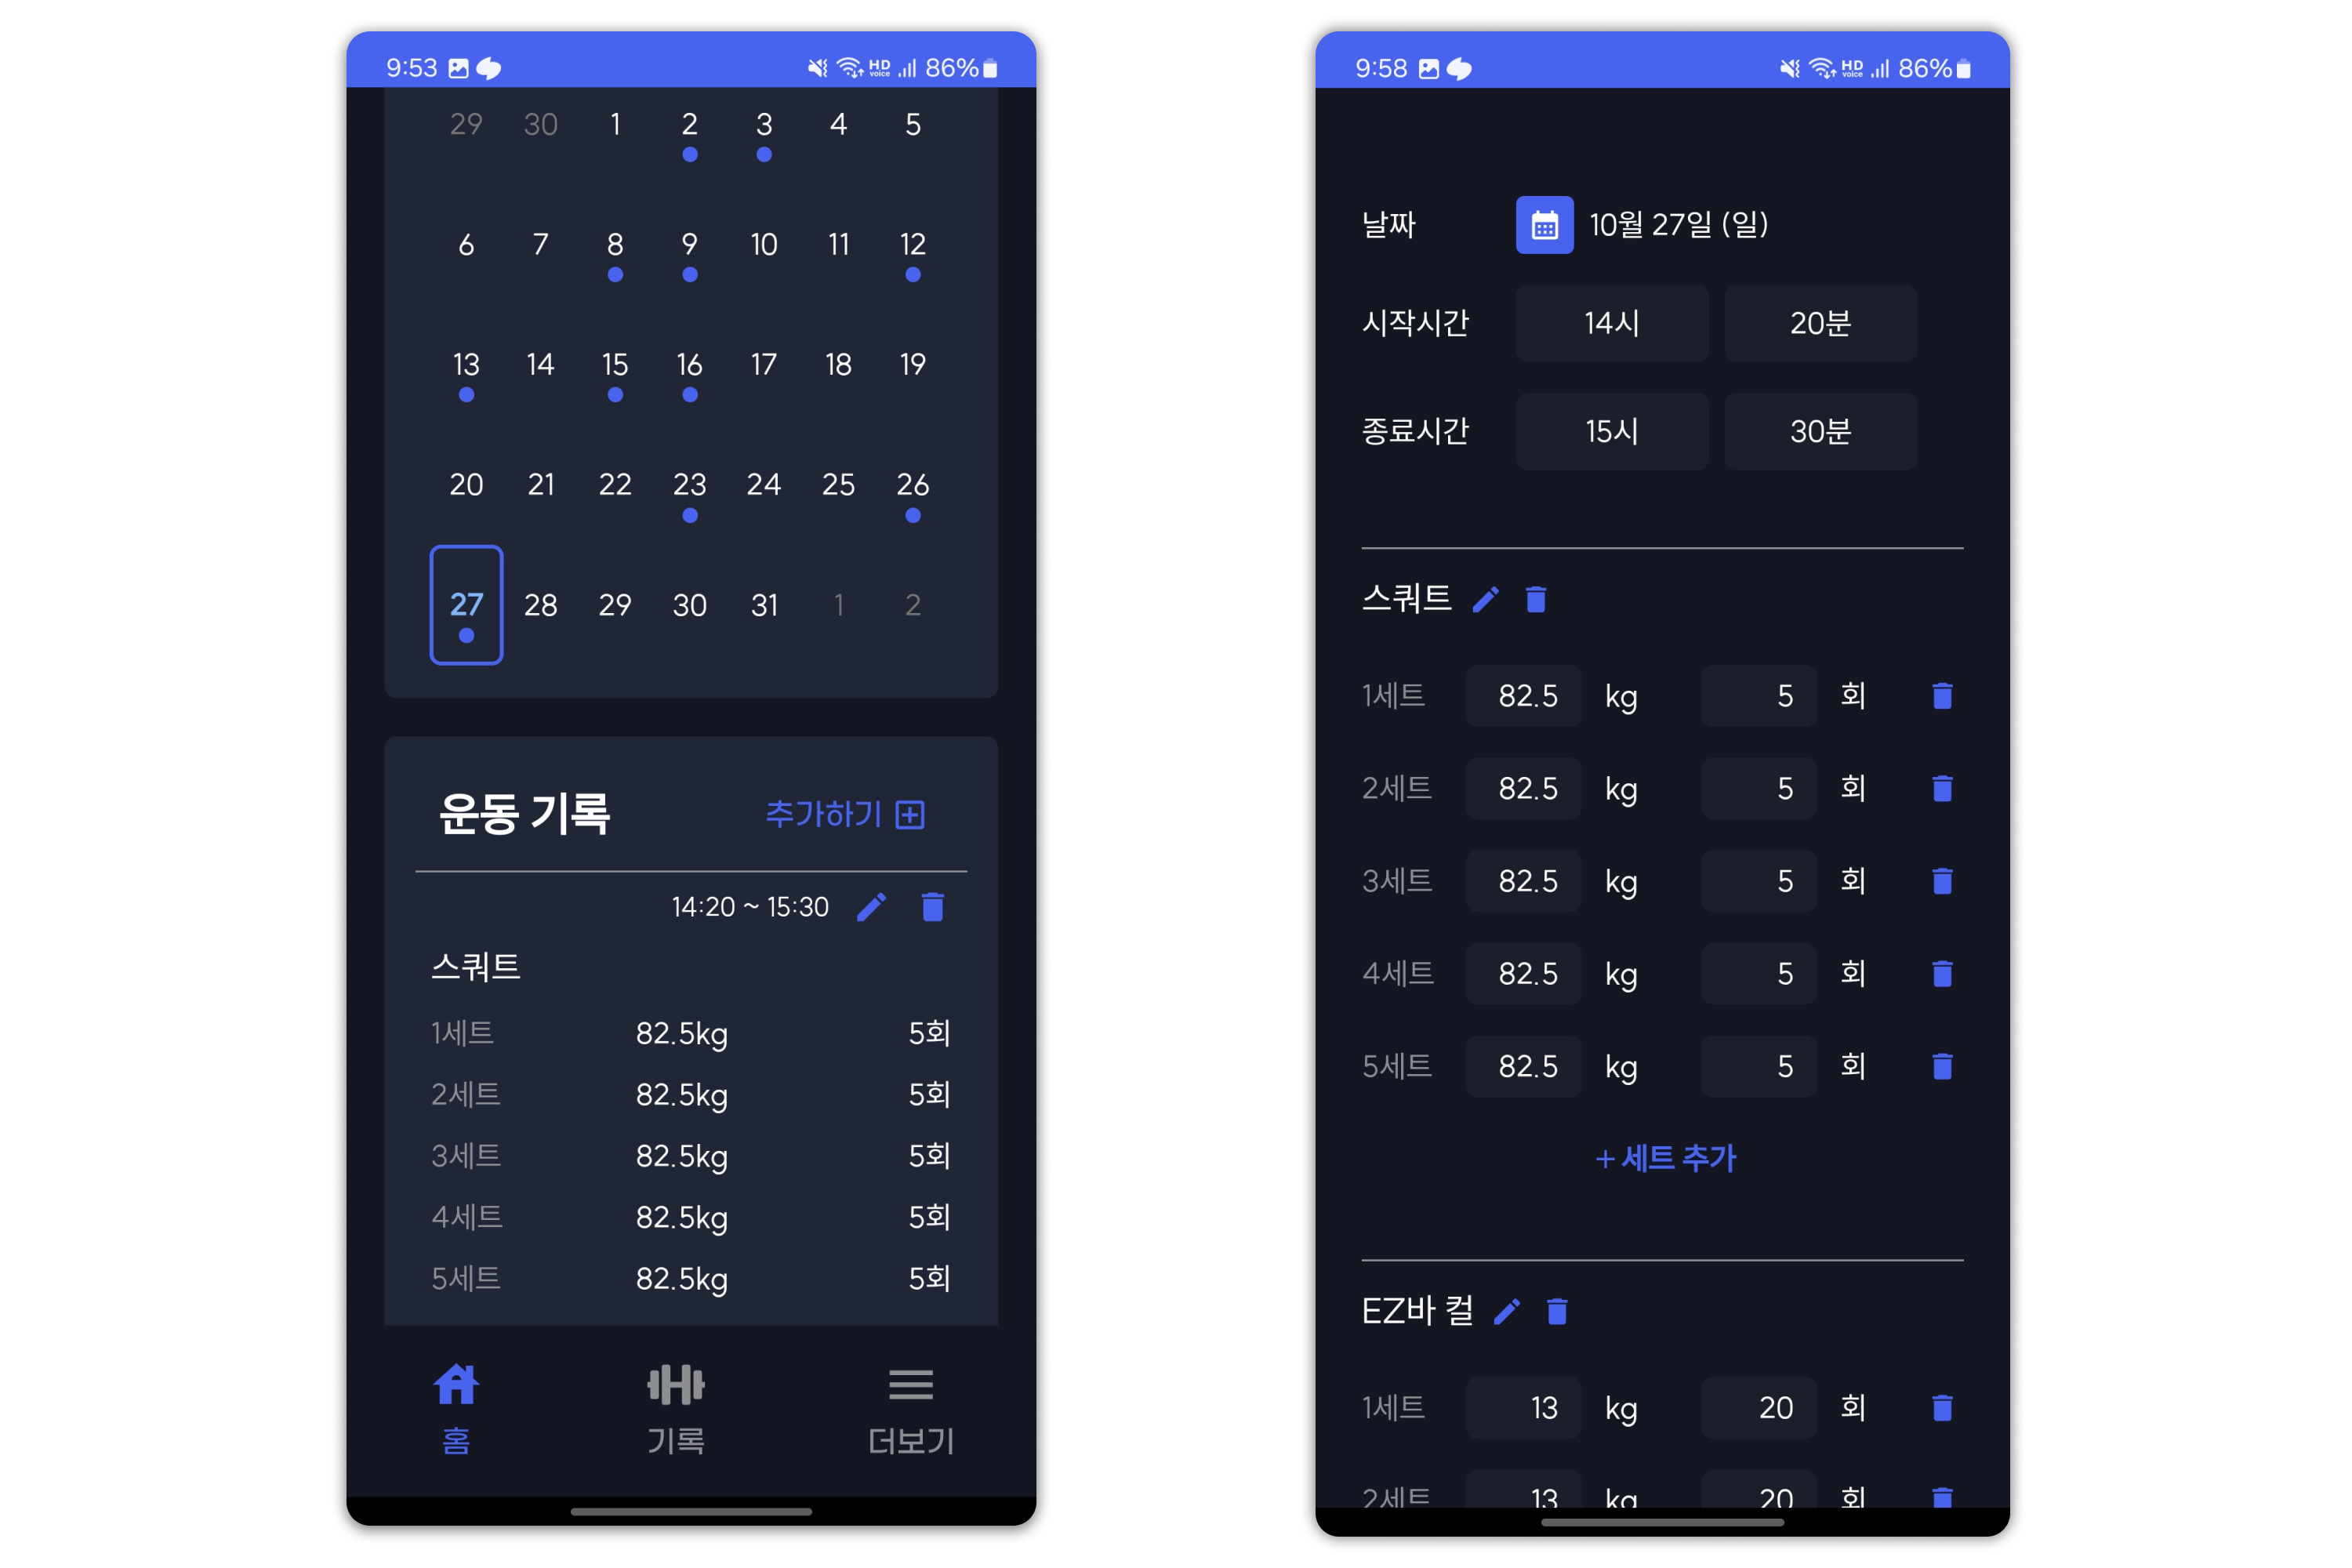 9:53 HD voice 86%
29 30 1 2 3 4 5
6 7 8 9 10 11 12
13 14 15 16 17 18 19
20 21 22 23 24 25 26
27 28 29 30 31 1 2
운동 기록 추가하기
14:20 ~ 15:30
스쿼트
1세트 82.5kg 5회
2세트 82.5kg 5회
3세트 82.5kg 5회
4세트 82.5kg 5회
5세트 82.5kg 5회
홈 기록 더보기
9:58 HD voice 86%
날짜 10월 27일 (일)
시작시간 14시 20분
종료시간 15시 30분
스쿼트
1세트 82.5 kg 5 회
2세트 82.5 kg 5 회
3세트 82.5 kg 5 회
4세트 82.5 kg 5 회
5세트 82.5 kg 5 회
+ 세트 추가
EZ바 컬
1세트 13 kg 20 회
2세트 13 kg 20 회